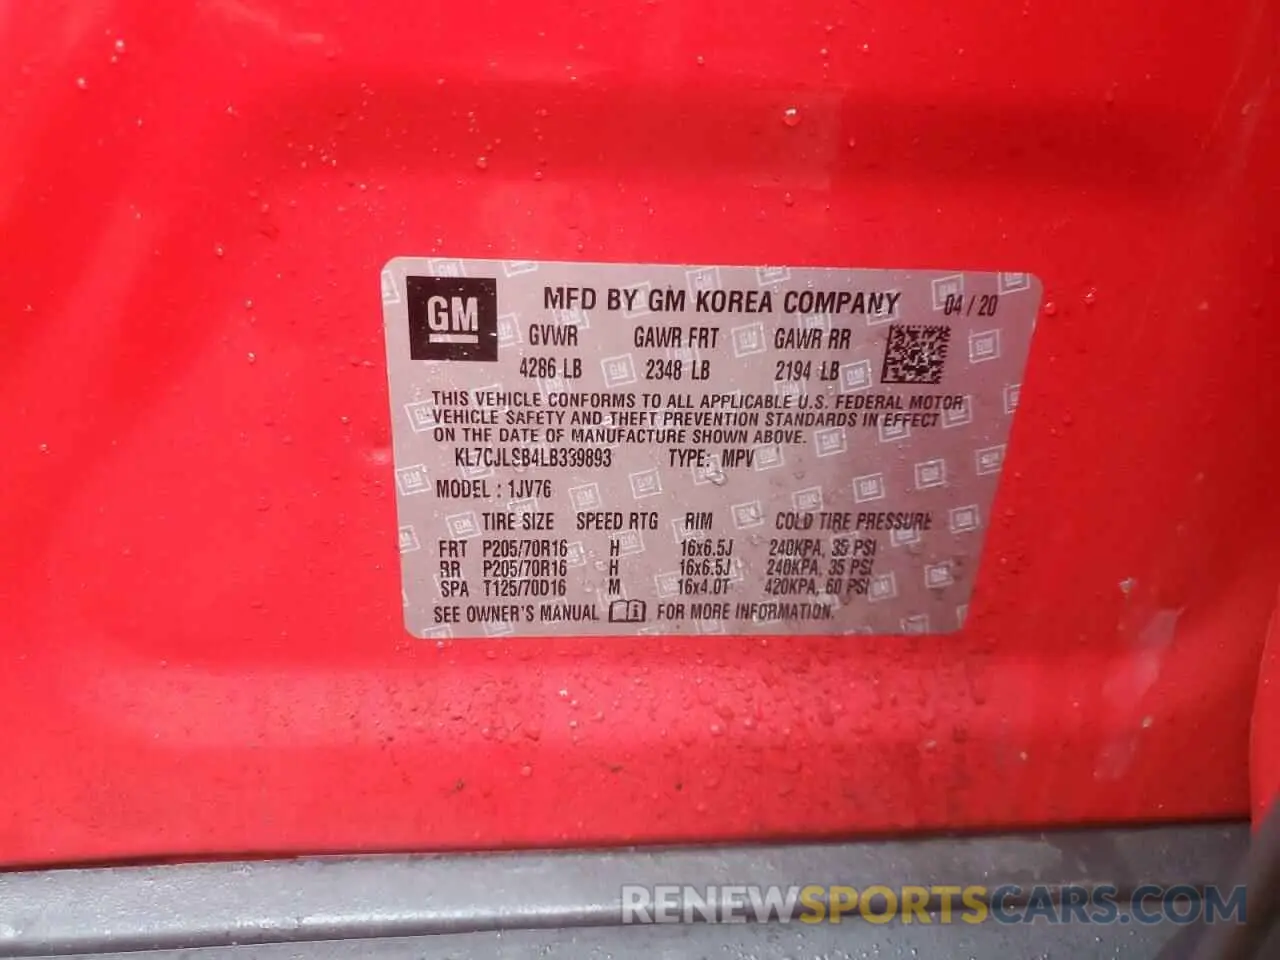 GM
MFD BY GM KOREA COMPANY 04 / 20
GVWR GAWR FRT GAWR RR
4286 LB 2348 LB 2194 LB
THIS VEHICLE CONFORMS TO ALL APPLICABLE U.S. FEDERAL MOTOR
VEHICLE SAFETY AND THEFT PREVENTION STANDARDS IN EFFECT
ON THE DATE OF MANUFACTURE SHOWN ABOVE.
KL7CJLSB4LB339893 TYPE: MPV
MODEL : 1JV76
TIRE SIZE SPEED RTG RIM COLD TIRE PRESSURE
FRT P205/70R16 H 16x6.5J 240KPA, 35 PSI
RR P205/70R16 H 16x6.5J 240KPA, 35 PSI
SPA T125/70D16 M 16x4.0T 420KPA, 60 PSI
SEE OWNER'S MANUAL FOR MORE INFORMATION.
RENEWSPORTSCARS.COM